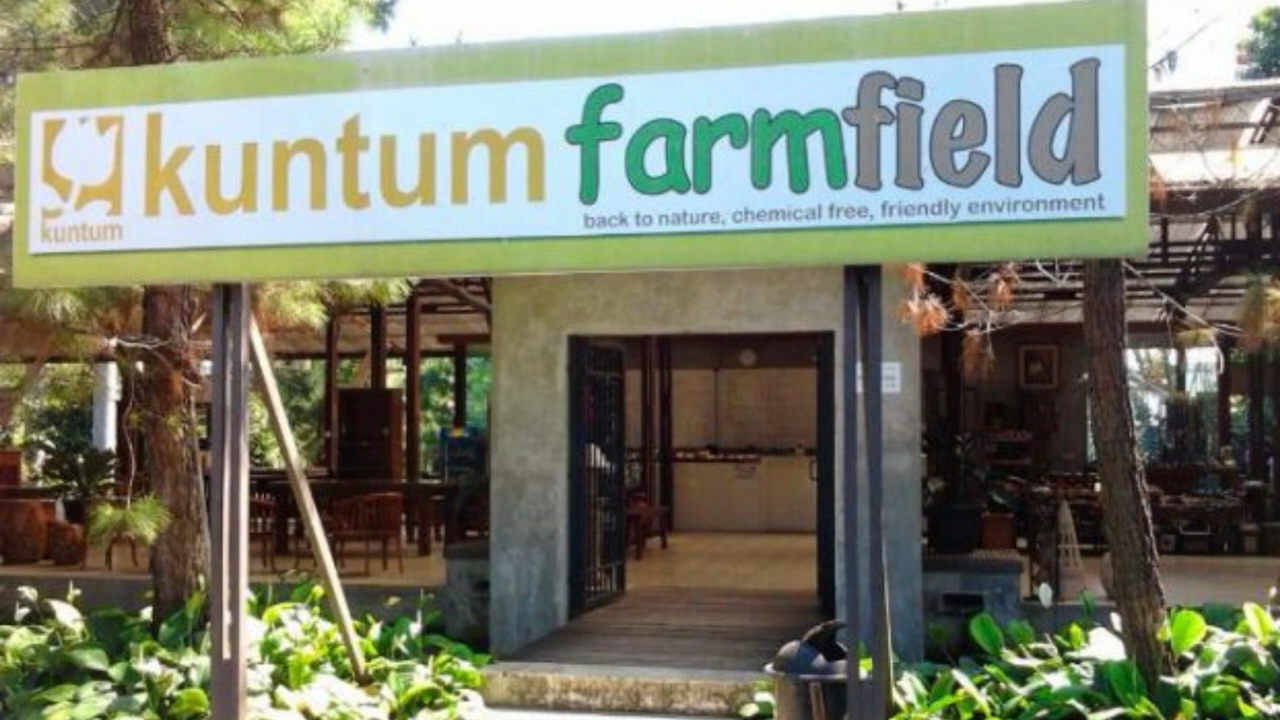 kuntum farmfield
kuntum
back to nature, chemical free, friendly environment